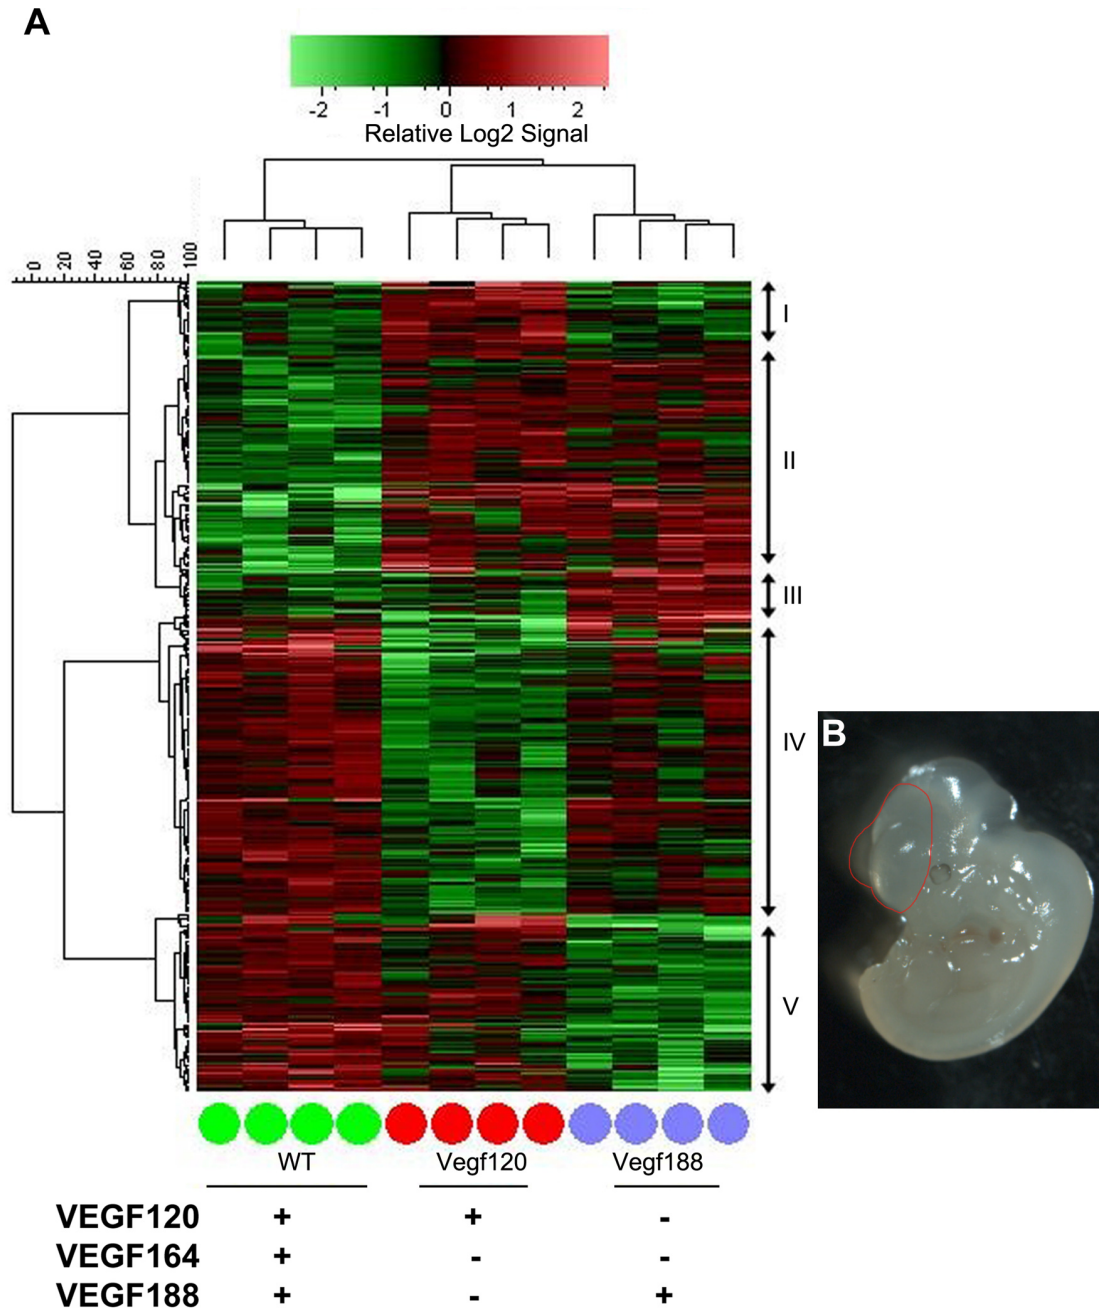 A
-2 -1 0 1 2
Relative Log2 Signal
0 20 40 60 80 100
I
II
III
IV
B
V
WT Vegf120 Vegf188
VEGF120 + + -
VEGF164 + - -
VEGF188 + - +